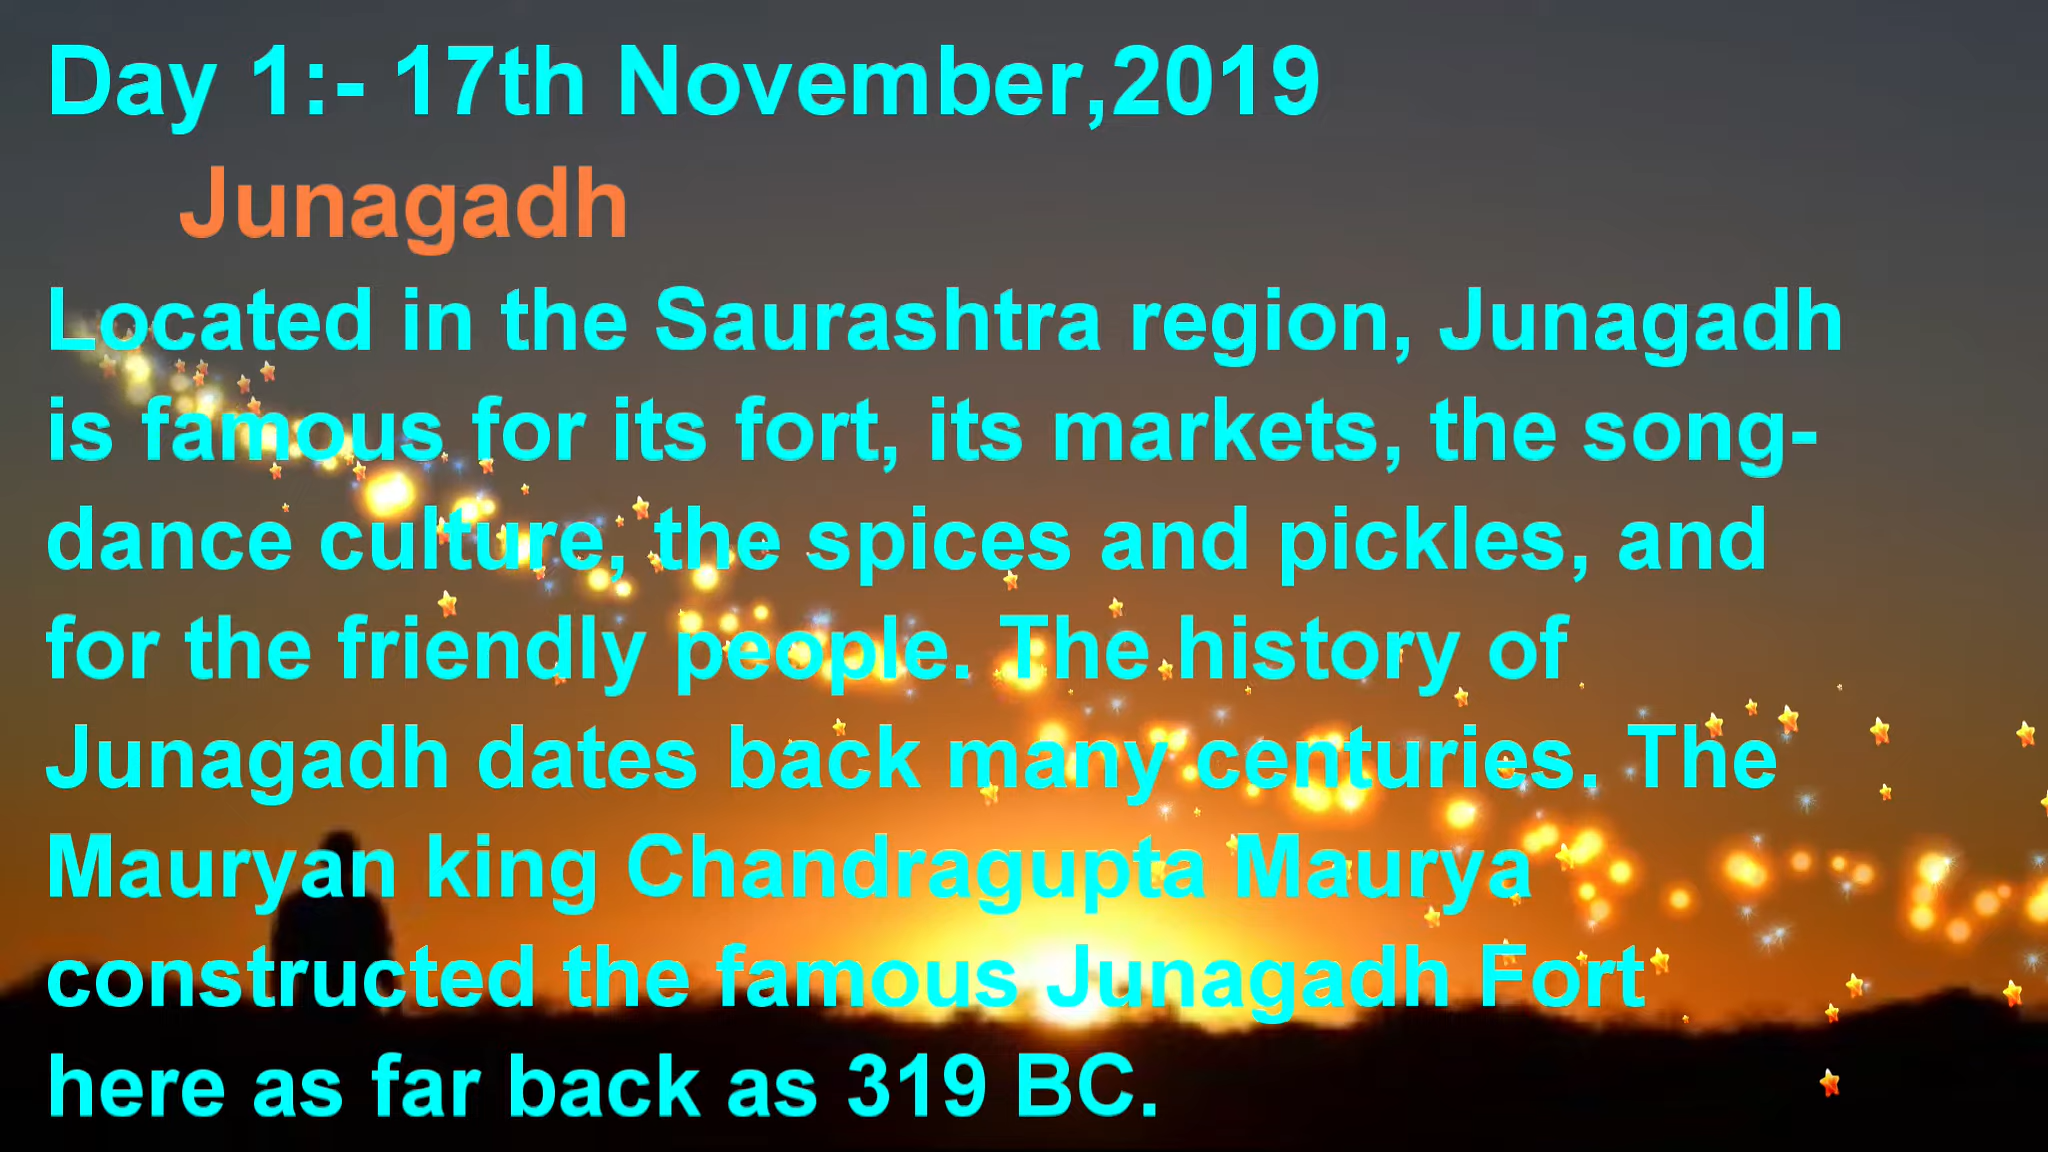 Day 1:- 17th November,2019
Junagadh
Located in the Saurashtra region, Junagadh
is famous for its fort, its markets, the song-
dance culture, the spices and pickles, and
for the friendly people. The history of
Junagadh dates back many centuries. The
Mauryan king Chandragupta Maurya
constructed the famous Junagadh Fort
here as far back as 319 BC.